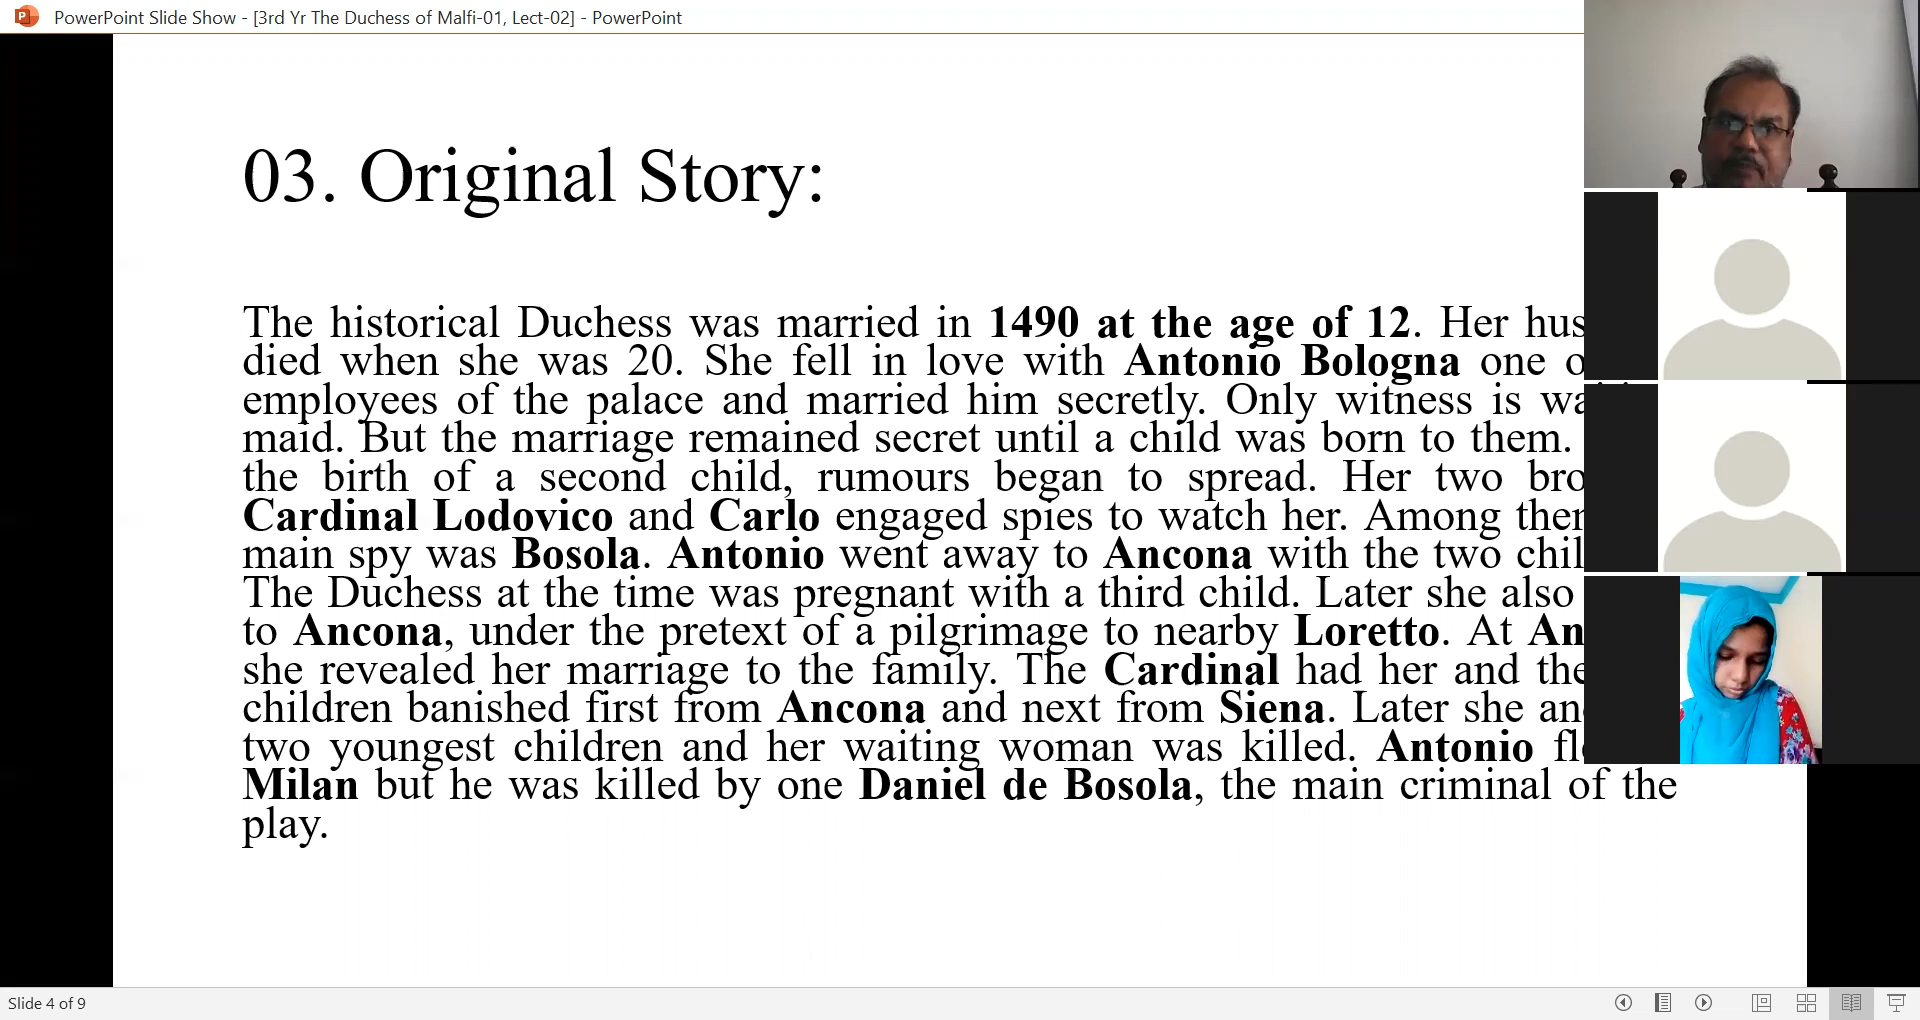 PowerPoint Slide Show - [3rd Yr The Duchess of Malfi-01, Lect-02] - PowerPoint
03. Original Story:
The historical Duchess was married in 1490 at the age of 12. Her
died when she was 20. She fell in love with Antonio Bologna one
employees of the palace and married him secretly. Only witness is
maid. But the marriage remained secret until a child was born to them.
the birth of a second child, rumours began to spread. Her two
Cardinal Lodovico and Carlo engaged spies to watch her. Among
main spy was Bosola. Antonio went away to Ancona with the two
The Duchess at the time was pregnant with a third child. Later she also
to Ancona, under the pretext of a pilgrimage to nearby Loretto. At
she revealed her marriage to the family. The Cardinal had her and
children banished first from Ancona and next from Siena. Later she
two youngest children and her waiting woman was killed. Antonio
Milan but he was killed by one Daniel de Bosola, the main criminal of the
play.
Slide 4 of 9